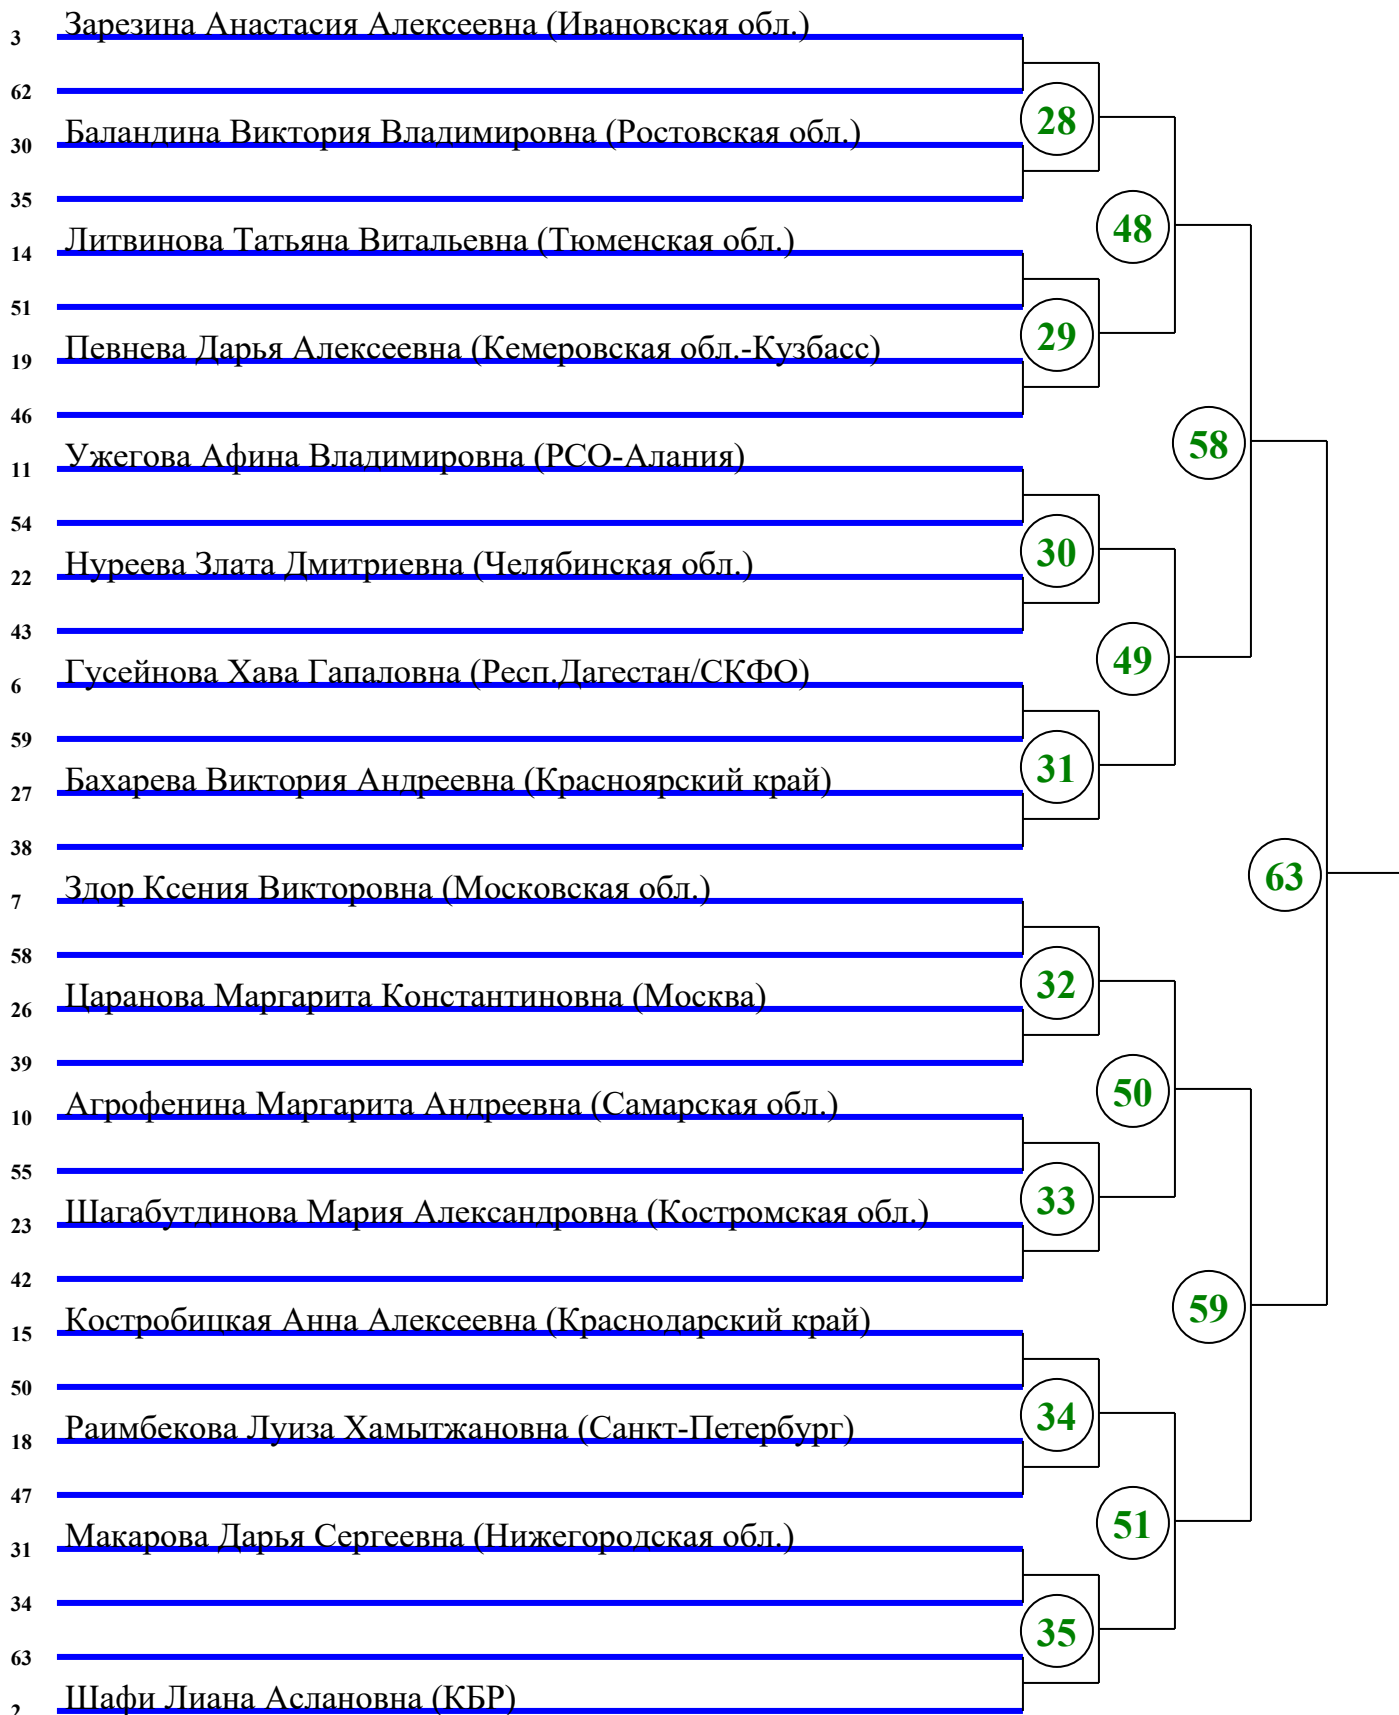 3 Зарезина Анастасия Алексеевна (Ивановская обл.)
62
28
30 Баландина Виктория Владимировна (Ростовская обл.)
35
48
14 Литвинова Татьяна Витальевна (Тюменская обл.)
51
29
19 Певнева Дарья Алексеевна (Кемеровская обл.-Кузбасс)
46
58
11 Ужегова Афина Владимировна (РСО-Алания)
54
30
22 Нуреева Злата Дмитриевна (Челябинская обл.)
43
49
6 Гусейнова Хава Гапаловна (Респ.Дагестан/СКФО)
59
31
27 Бахарева Виктория Андреевна (Красноярский край)
38
63
7 Здор Ксения Викторовна (Московская обл.)
58
32
26 Царанова Маргарита Константиновна (Москва)
39
50
10 Агрофенина Маргарита Андреевна (Самарская обл.)
55
33
23 Шагабутдинова Мария Александровна (Костромская обл.)
42
59
15 Костробицкая Анна Алексеевна (Краснодарский край)
50
34
18 Раимбекова Луиза Хамытжановна (Санкт-Петербург)
47
51
31 Макарова Дарья Сергеевна (Нижегородская обл.)
34
35
63
2 Шафи Лиана Аслановна (КБР)